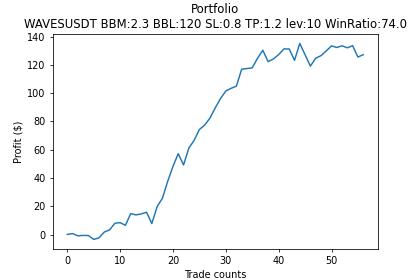 Portfolio
WAVESUSDT BBM:2.3 BBL:120 SL:0.8 TP:1.2 lev:10 WinRatio:74.0
140
120
100
80
60
40
20
0
Profit ($)
0 10 20 30 40 50
Trade counts